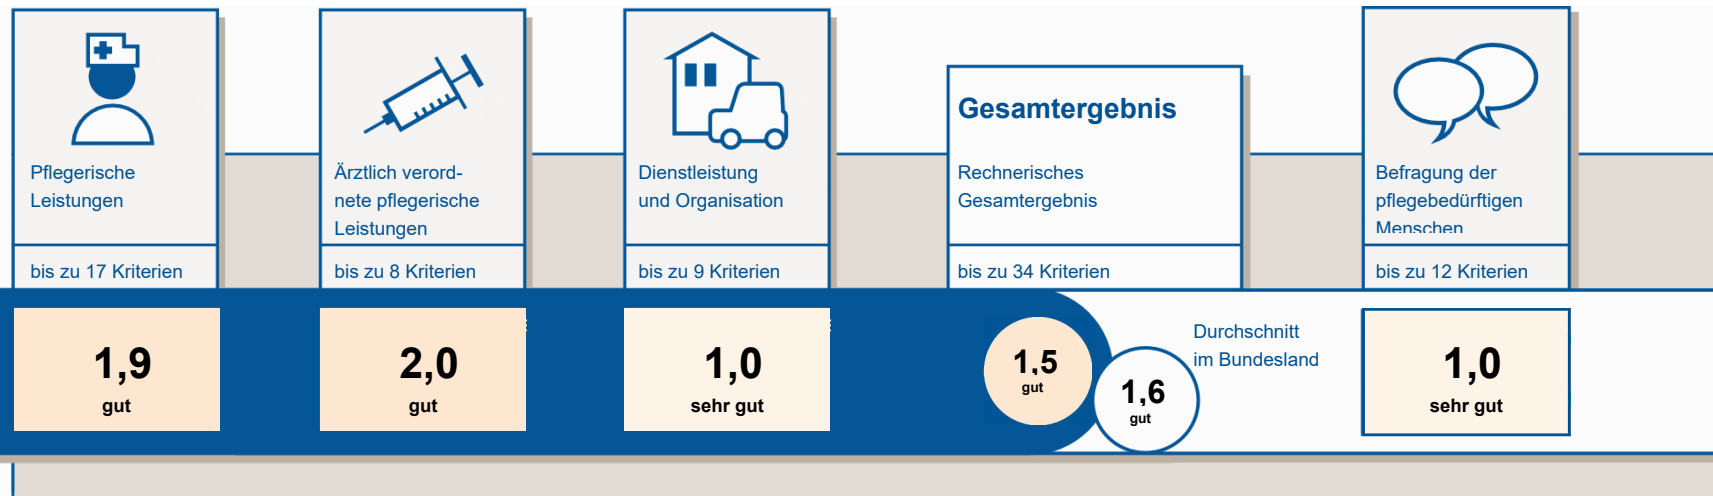 Pflegerische
Leistungen
bis zu 17 Kriterien
1,9
gut
Ärztlich verord-
nete pflegerische
Leistungen
bis zu 8 Kriterien
2,0
gut
Dienstleistung
und Organisation
bis zu 9 Kriterien
1,0
sehr gut
Gesamtergebnis
Rechnerisches
Gesamtergebnis
bis zu 34 Kriterien
1,5
gut
1,6
gut
Durchschnitt
im Bundesland
Befragung der
pflegebedürftigen
Menschen
bis zu 12 Kriterien
1,0
sehr gut